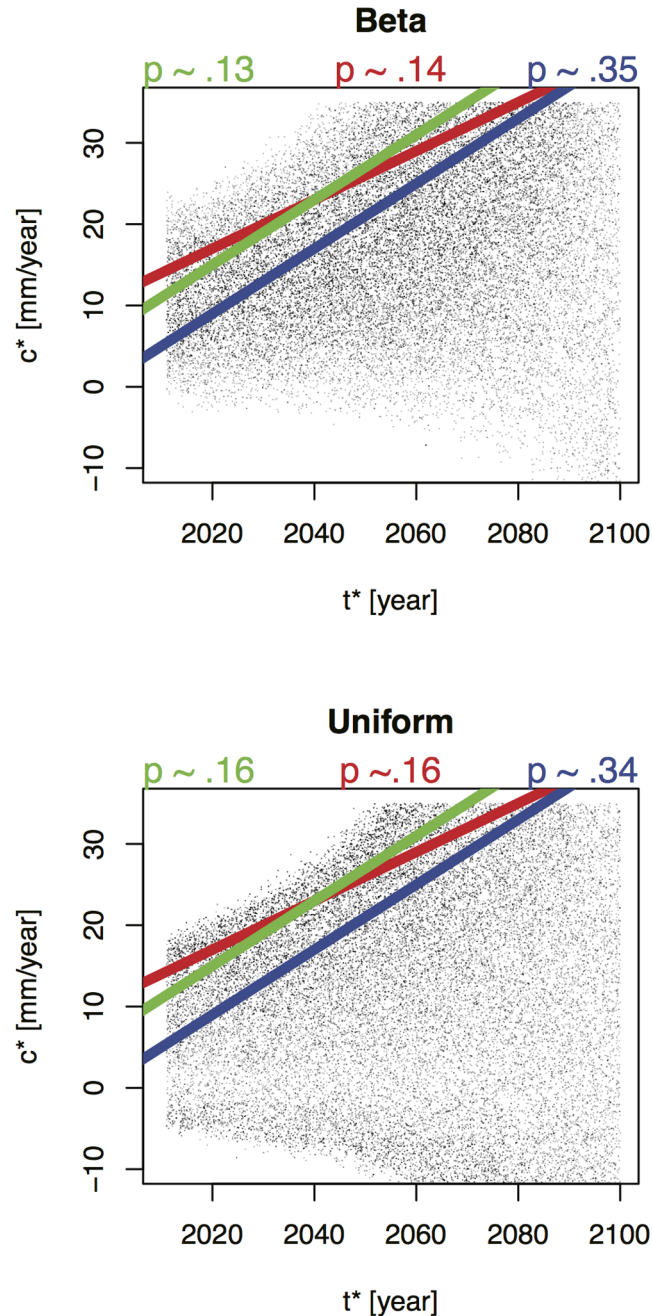 Beta
p ~ .13 p ~ .14 p ~ .35
30
20
10
0
−10
c* [mm/year]
2020 2040 2060 2080 2100
t* [year]
Uniform
p ~ .16 p ~.16 p ~ .34
30
20
10
0
−10
c* [mm/year]
2020 2040 2060 2080 2100
t* [year]